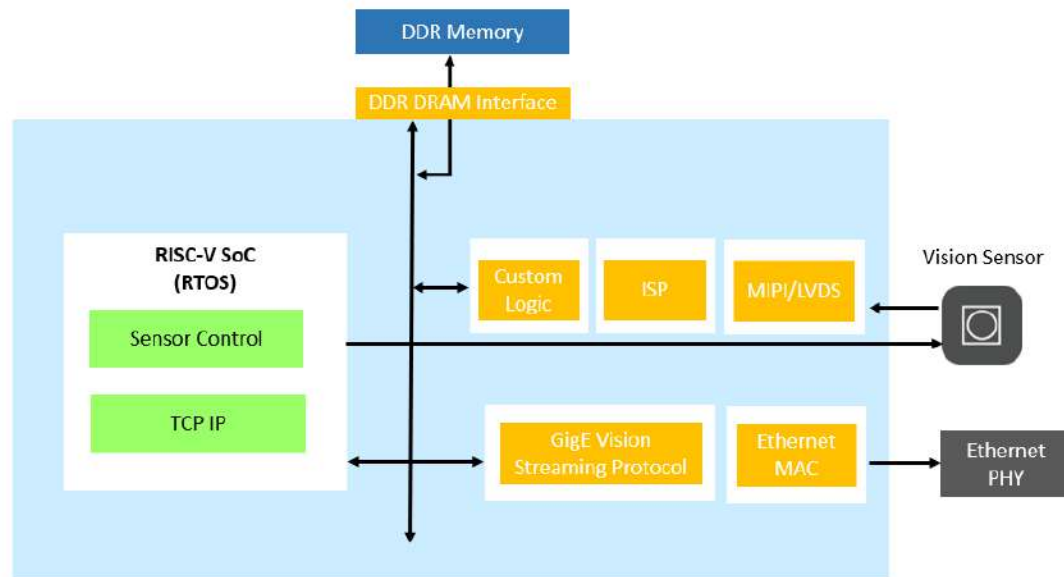 DDR Memory
DDR DRAM Interface
RISC-V SoC
(RTOS)
Sensor Control
TCP IP
Custom
Logic
ISP
MIPI/LVDS
Vision Sensor
GigE Vision
Streaming Protocol
Ethernet
MAC
Ethernet
PHY